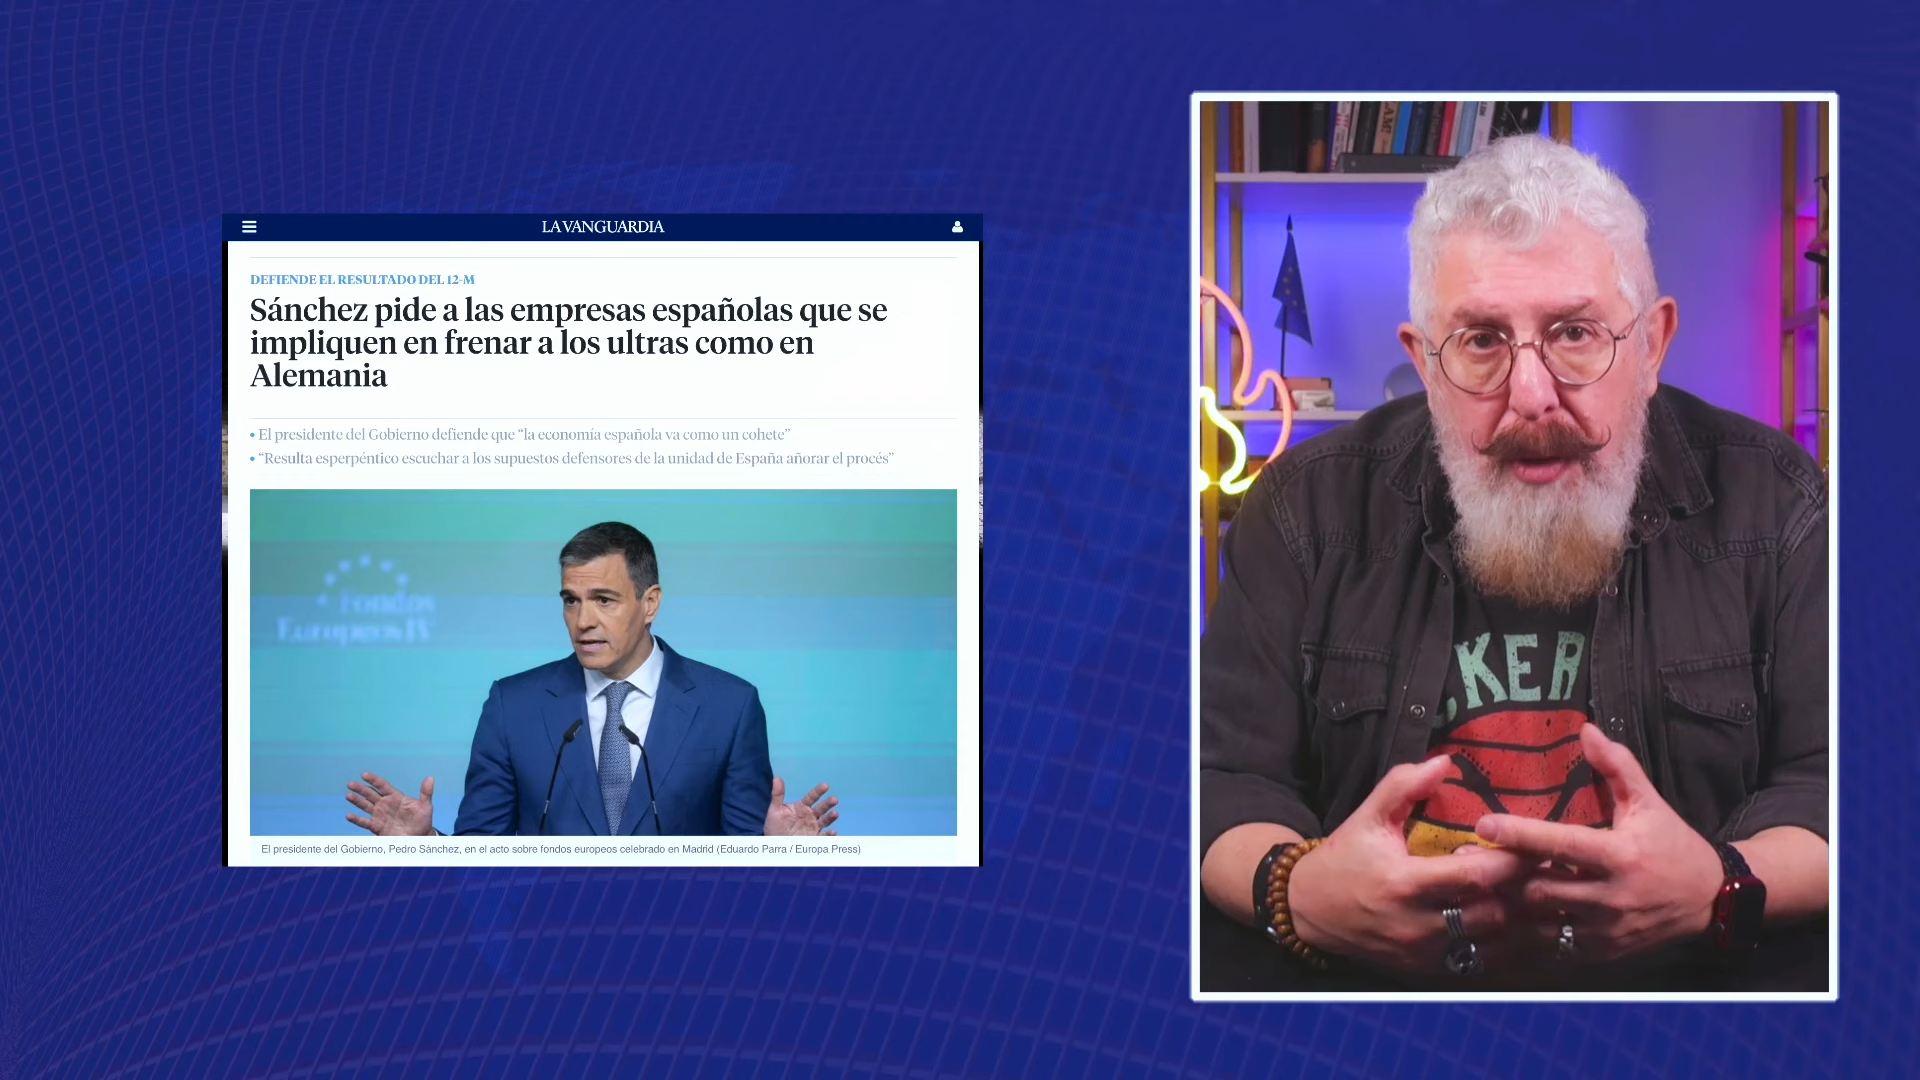 LA VANGUARDIA
DEFIENDE EL RESULTADO DEL 12-M
Sánchez pide a las empresas españolas que se
impliquen en frenar a los ultras como en
Alemania
• El presidente del Gobierno defiende que “la economía española va como un cohete”
• “Resulta esperpéntico escuchar a los supuestos defensores de la unidad de España añorar el procés”
Fondos
Europeos
El presidente del Gobierno, Pedro Sánchez, en el acto sobre fondos europeos celebrado en Madrid (Eduardo Parra / Europa Press)
CKER